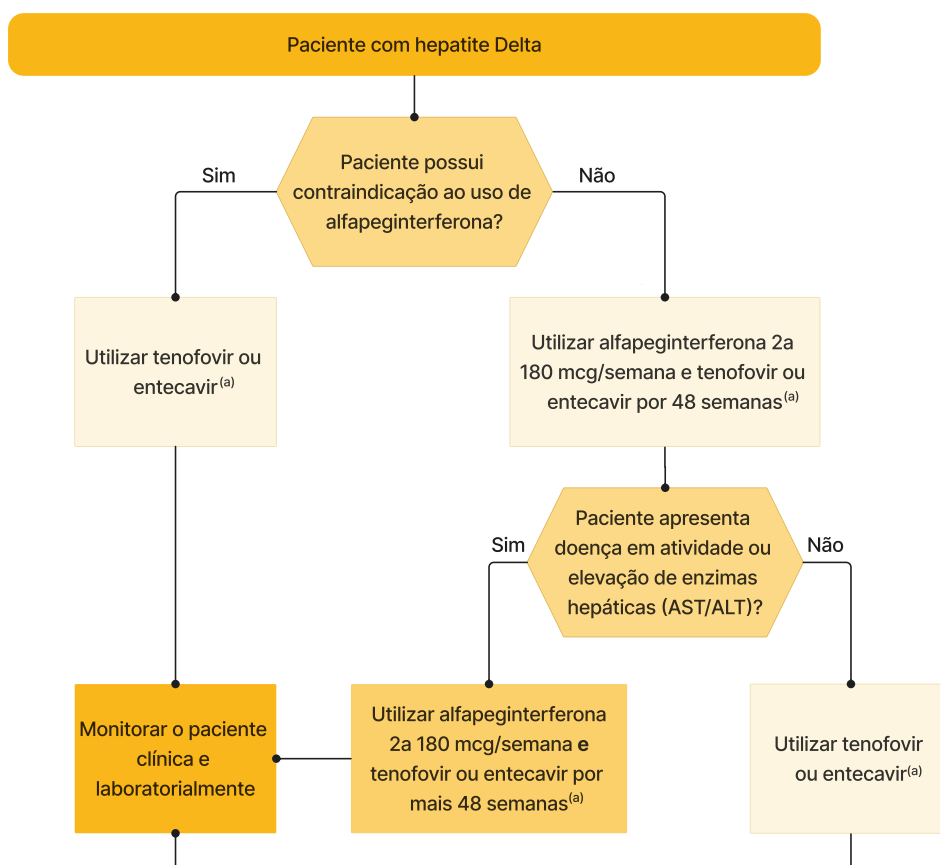 Paciente com hepatite Delta
Paciente possui
contraindicação ao uso de
alfapeginterferona?
Sim
Não
Utilizar tenofovir ou
entecavir(a)
Utilizar alfapeginterferona 2a
180 mcg/semana e tenofovir ou
entecavir por 48 semanas(a)
Paciente apresenta
doença em atividade ou
elevação de enzimas
hepáticas (AST/ALT)?
Sim
Não
Monitorar o paciente
clínica e
laboratorialmente
Utilizar alfapeginterferona
2a 180 mcg/semana e
tenofovir ou entecavir por
mais 48 semanas(a)
Utilizar tenofovir
ou entecavir(a)